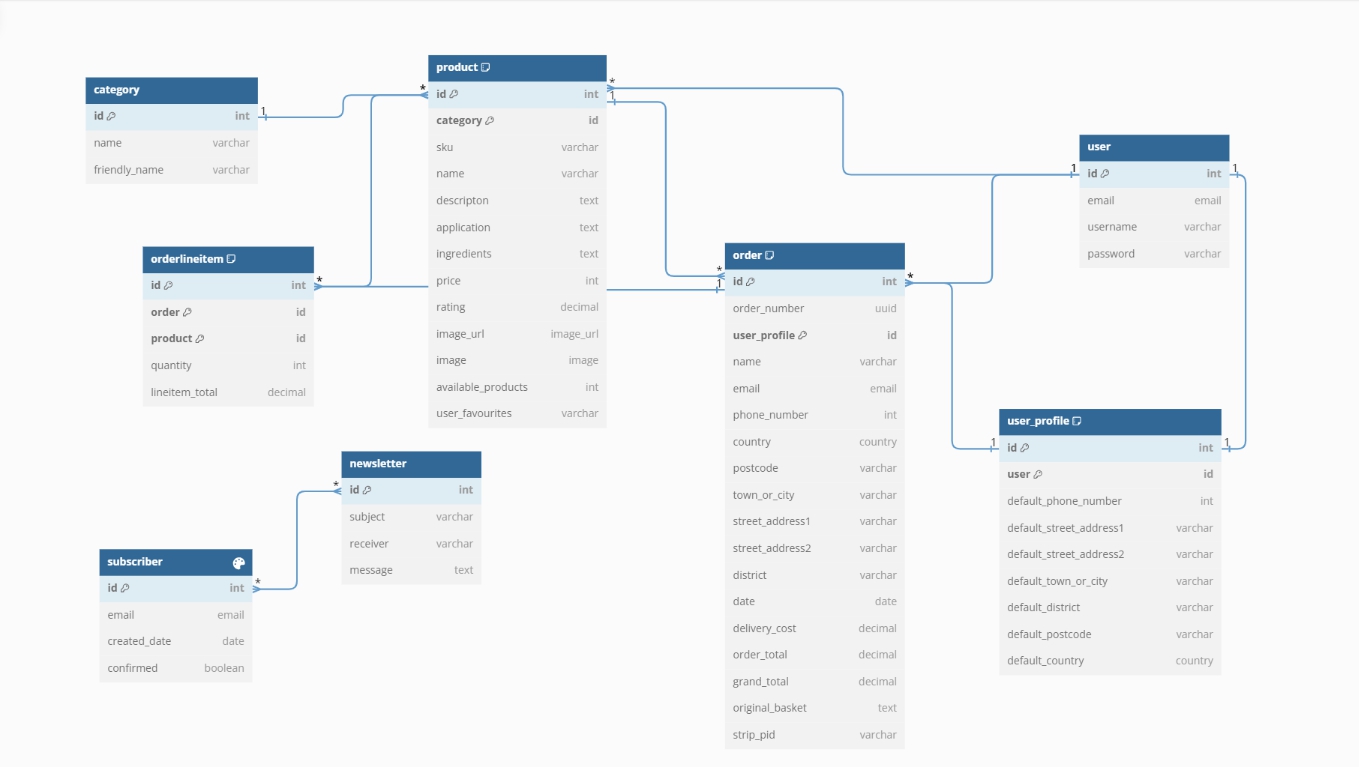 category
id int
name varchar
friendly_name varchar
product
id int
category id
sku varchar
name varchar
descripton text
application text
ingredients text
price int
rating decimal
image_url image_url
image image
available_products int
user_favourites varchar
user
id int
email email
username varchar
password varchar
orderlineitem
id int
order id
product id
quantity int
lineitem_total decimal
order
id int
order_number uuid
user_profile id
name varchar
email email
phone_number int
country country
postcode varchar
town_or_city varchar
street_address1 varchar
street_address2 varchar
district varchar
date date
delivery_cost decimal
order_total decimal
grand_total decimal
original_basket text
strip_pid varchar
user_profile
id int
user id
default_phone_number int
default_street_address1 varchar
default_street_address2 varchar
default_town_or_city varchar
default_district varchar
default_postcode varchar
default_country country
newsletter
id int
subject varchar
receiver varchar
message text
subscriber
id int
email email
created_date date
confirmed boolean
1
*
*
1
1
1
*
*
1
*
1
1
*
*